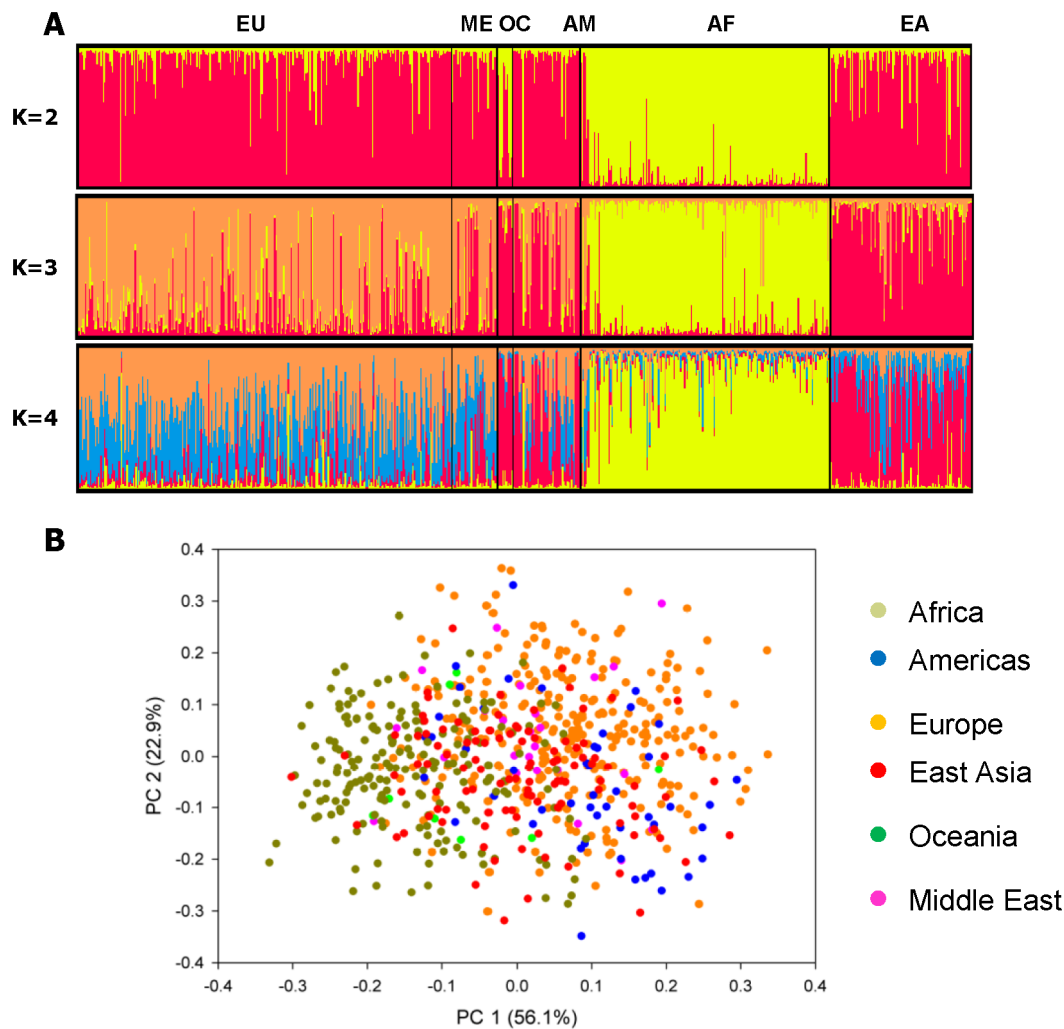 A
EU ME OC AM AF EA
K=2
K=3
K=4
B
0.4
0.3
0.2
0.1
0.0
-0.1
-0.2
-0.3
-0.4
PC 2 (22.9%)
-0.4 -0.3 -0.2 -0.1 0.0 0.1 0.2 0.3 0.4
PC 1 (56.1%)
Africa
Americas
Europe
East Asia
Oceania
Middle East